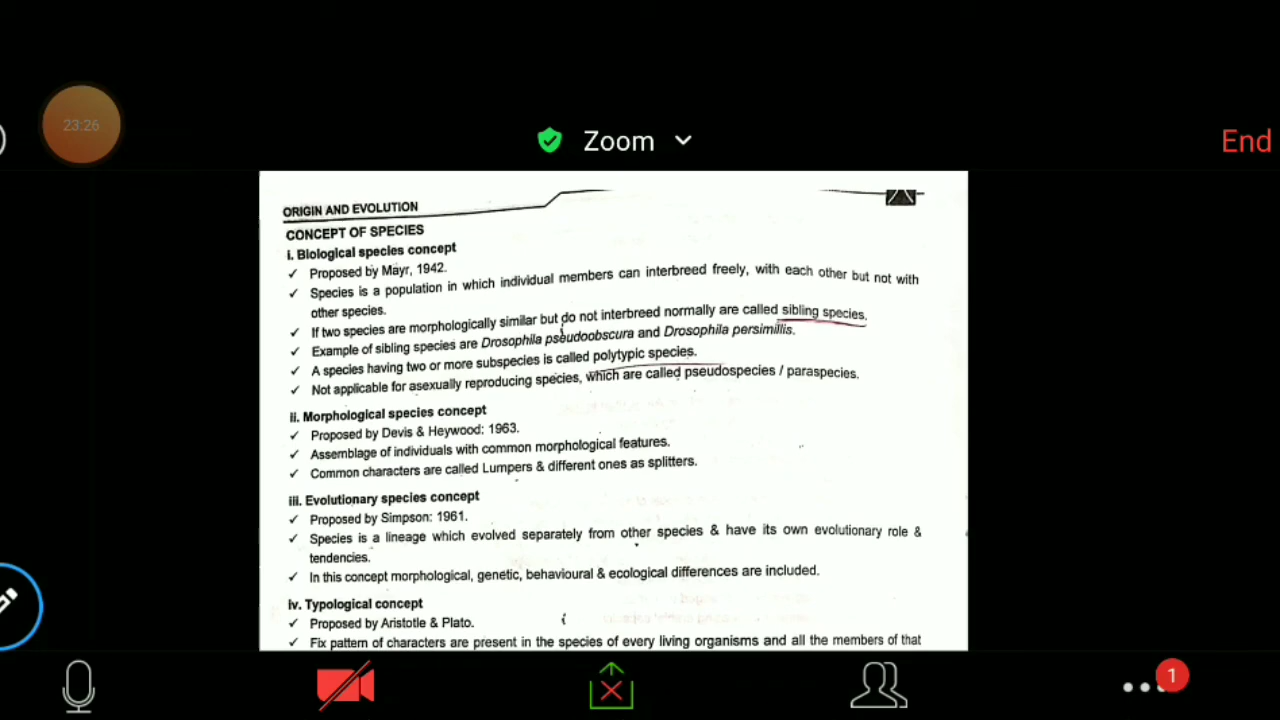 23:26
Zoom
End
ORIGIN AND EVOLUTION
CONCEPT OF SPECIES
i. Biological species concept
✓ Proposed by Mayr, 1942.
✓ Species is a population in which individual members can interbreed freely, with each other but not with
other species.
✓ If two species are morphologically similar but do not interbreed normally are called sibling species.
✓ Example of sibling species are Drosophila pseudoobscura and Drosophila persimillis.
✓ A species having two or more subspecies is called polytypic species.
✓ Not applicable for asexually reproducing species, which are called pseudospecies / paraspecies.
ii. Morphological species concept
✓ Proposed by Devis & Heywood: 1963.
✓ Assemblage of individuals with common morphological features.
✓ Common characters are called Lumpers & different ones as splitters.
iii. Evolutionary species concept
✓ Proposed by Simpson: 1961.
✓ Species is a lineage which evolved separately from other species & have its own evolutionary role &
tendencies.
✓ In this concept morphological, genetic, behavioural & ecological differences are included.
iv. Typological concept
✓ Proposed by Aristotle & Plato.
✓ Fix pattern of characters are present in the species of every living organisms and all the members of that
1